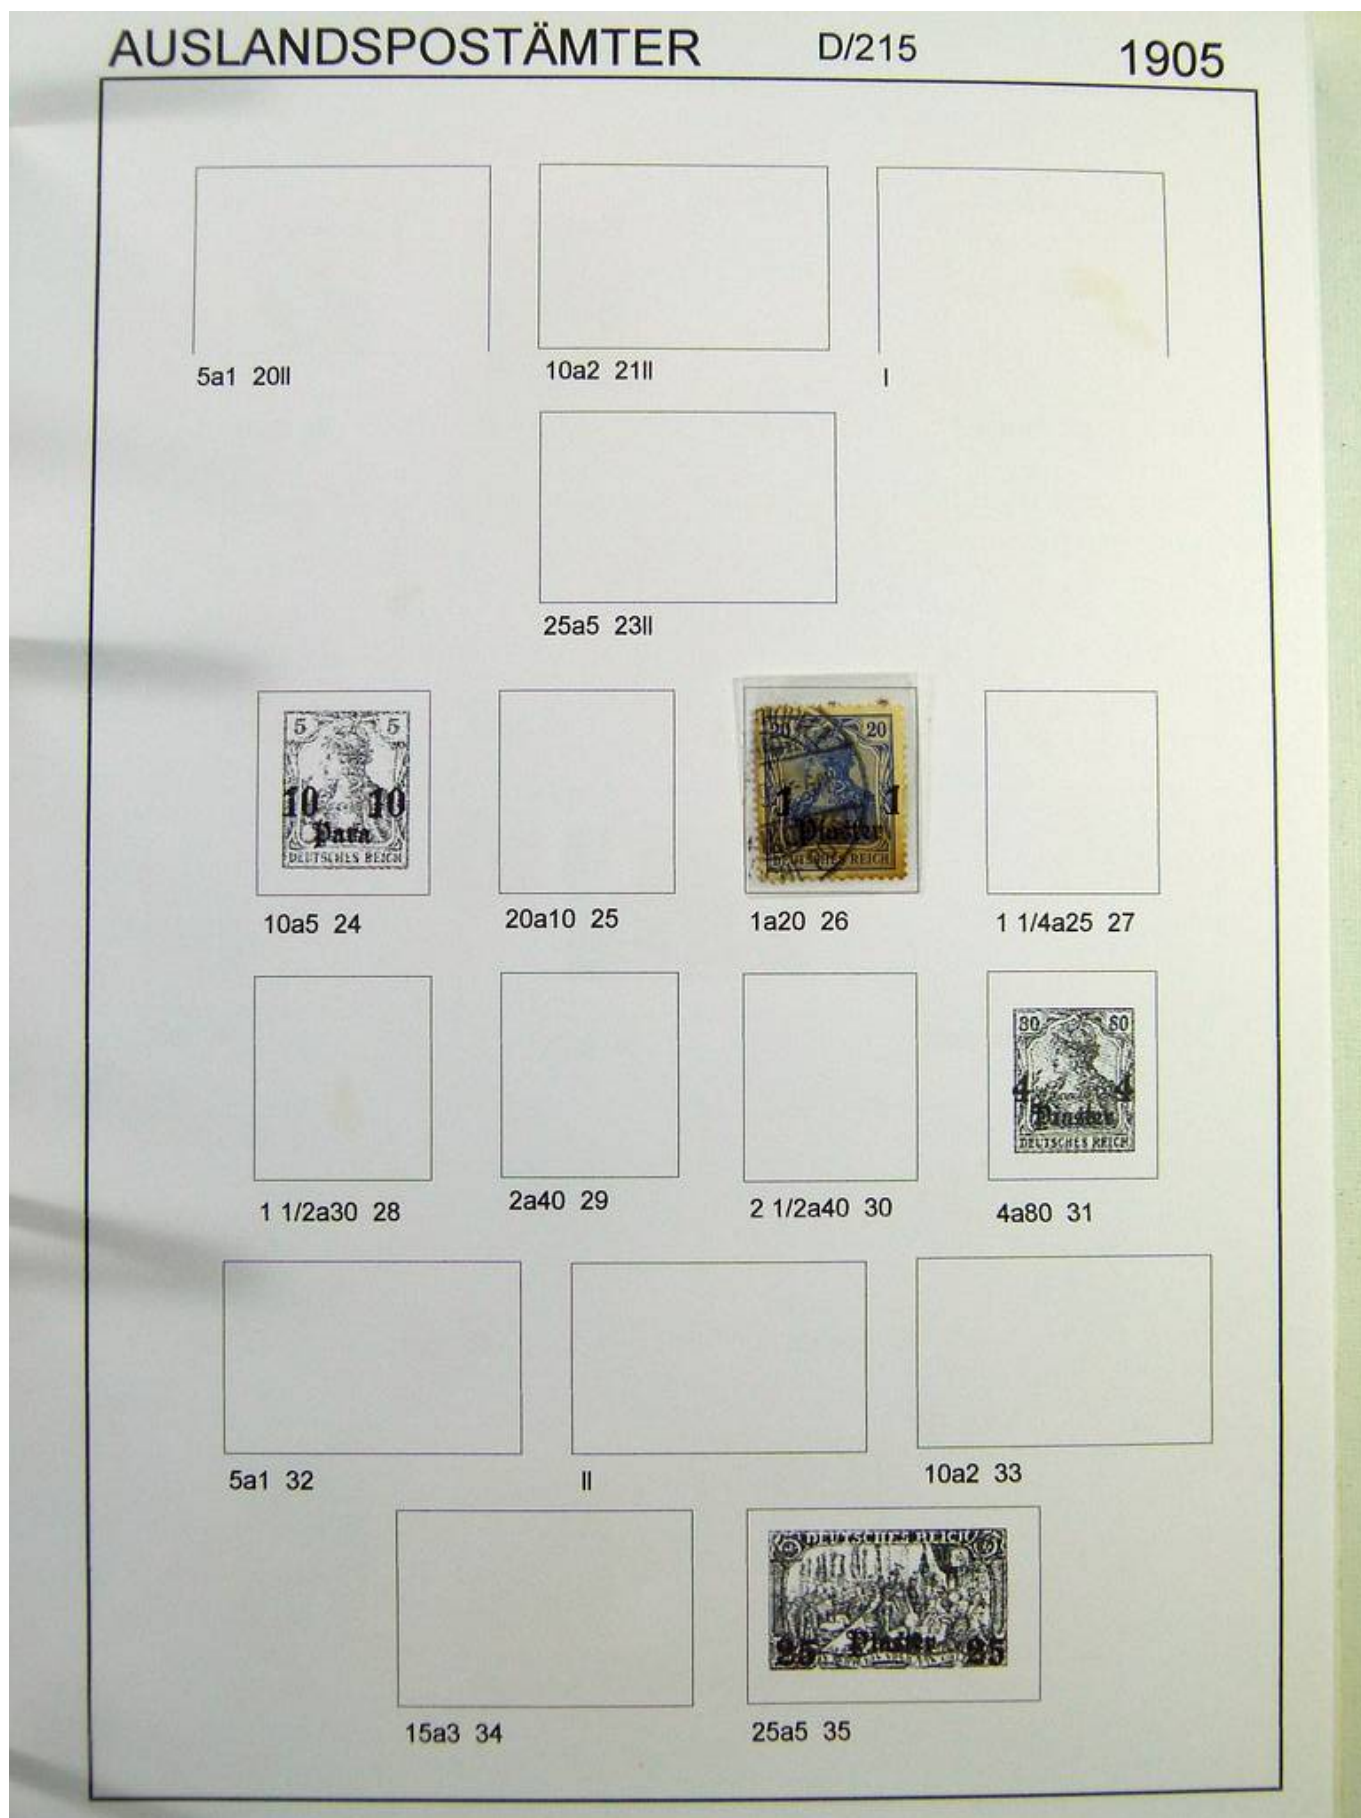 AUSLANDSPOSTÄMTER D/215 1905
5a1 20II 10a2 21II I
25a5 23II
5 5
10 10
Para
DEUTSCHES REICH
20 20
1 1
Piaster
DEUTSCHES REICH
10a5 24 20a10 25 1a20 26 1 1/4a25 27
80 80
4 4
Piaster
DEUTSCHES REICH
1 1/2a30 28 2a40 29 2 1/2a40 30 4a80 31
5a1 32 II 10a2 33
DEUTSCHES REICH
25 Piaster 25
15a3 34 25a5 35